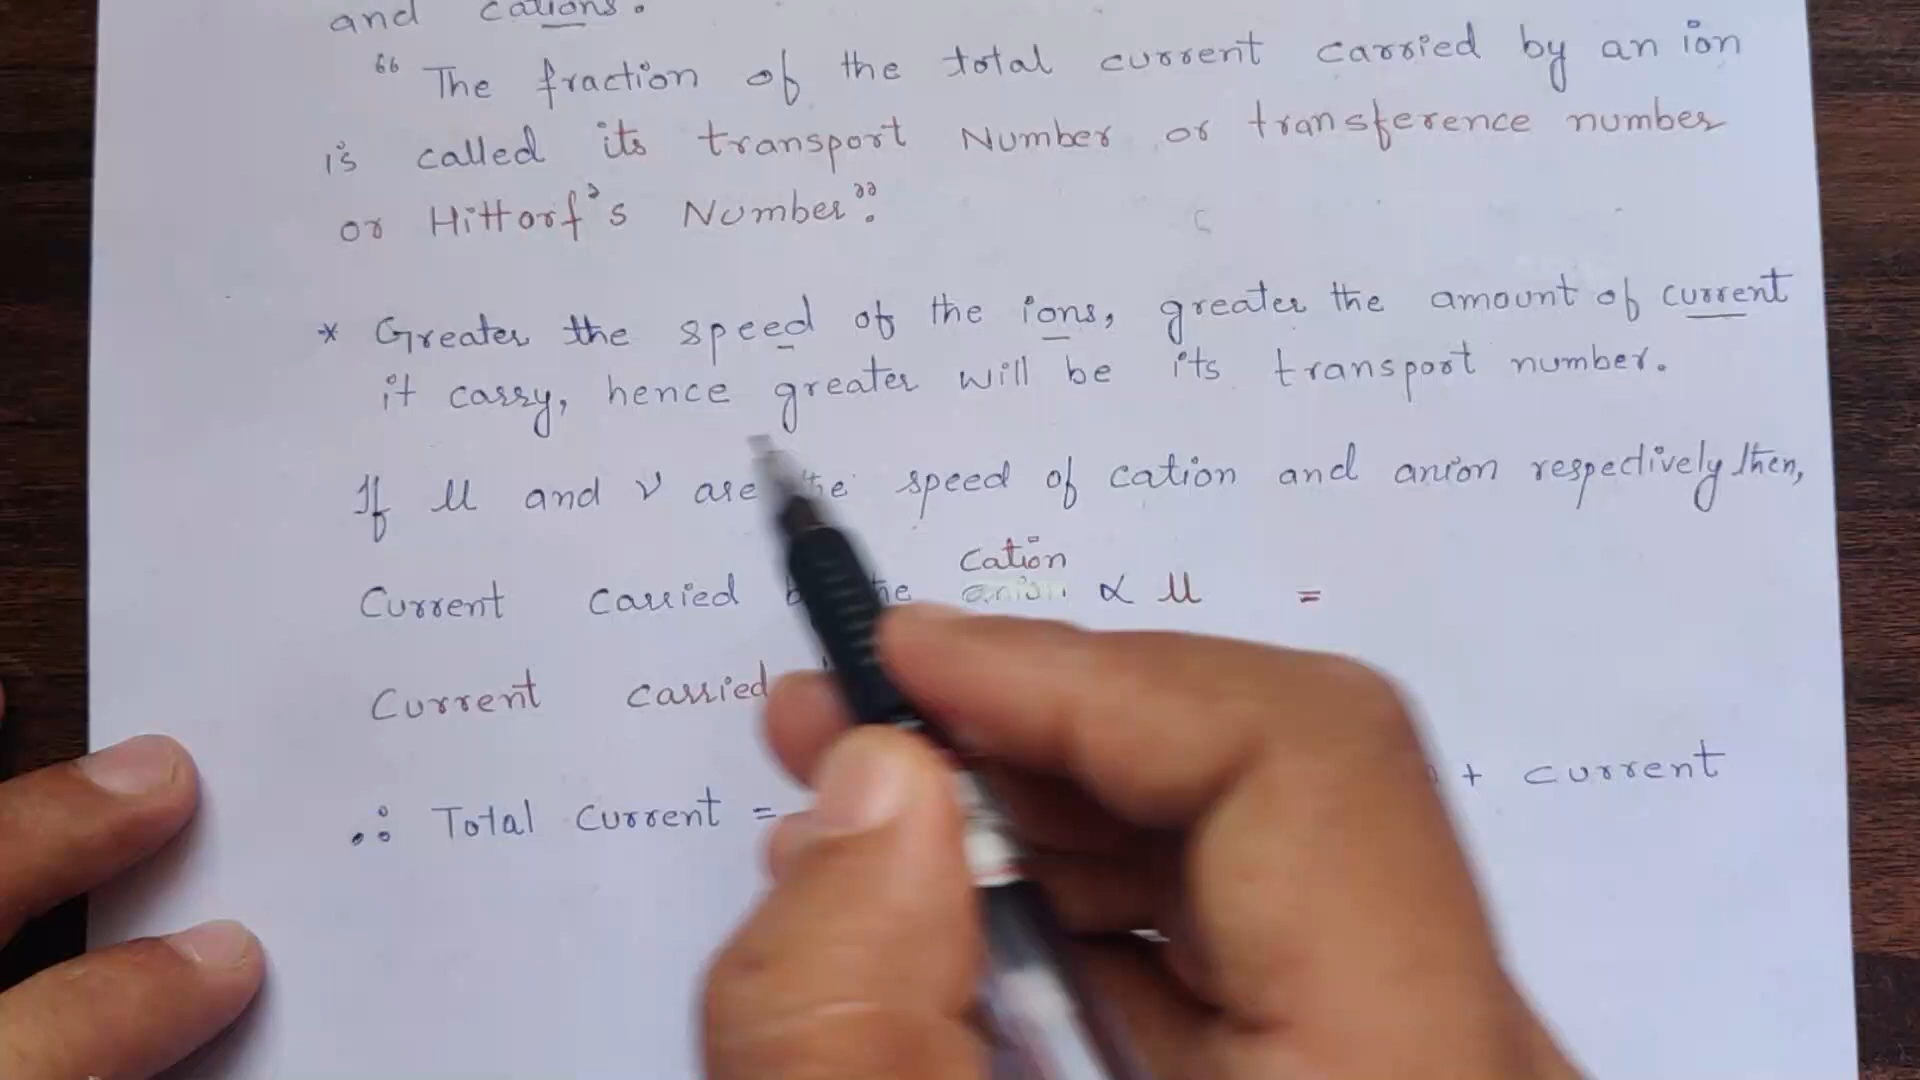 and cations.
“ The fraction of the total current carried by an ion
is called its transport Number or transference number
or Hittorf's Number”.
* Greater the speed of the ions, greater the amount of current
it carry, hence greater will be its transport number.
If u and v are the speed of cation and anion respectively then,
cation
Current carried the ∝ u =
Current carried
∴ Total Current = + current